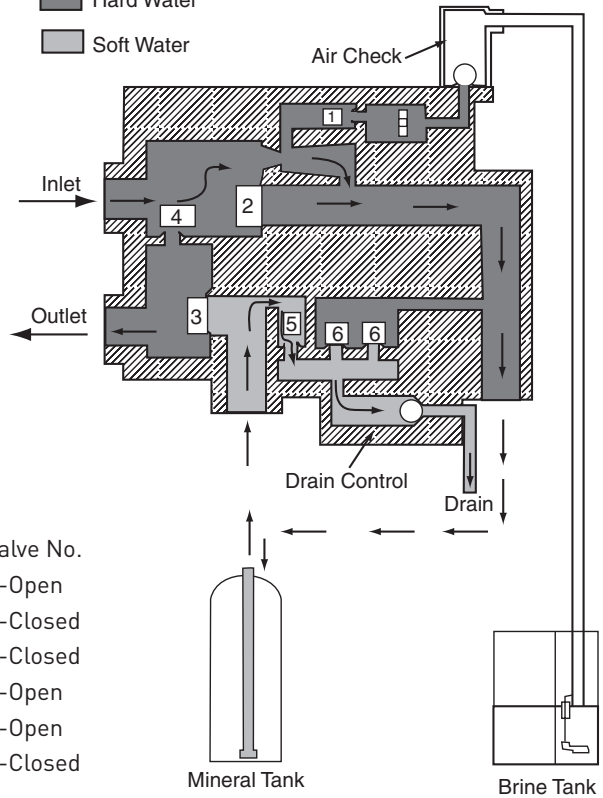 Hard Water
Soft Water
Air Check
1
Inlet
4
2
Outlet
3
5
6
6
Drain Control
Drain
alve No.
-Open
-Closed
-Closed
-Open
-Open
-Closed
Mineral Tank
Brine Tank